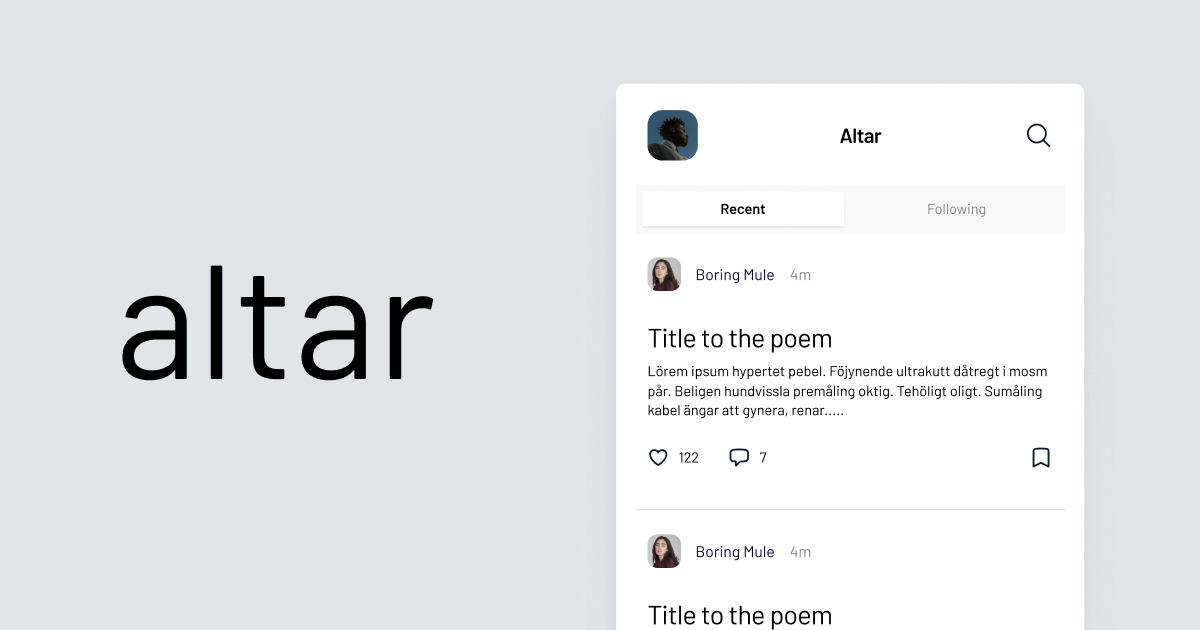 altar
Altar
Recent
Following
Boring Mule 4m
Title to the poem
Lörem ipsum hypertet pebel. Föjynende ultrakutt dåtregt i mosm
pår. Beligen hundvissla premåling oktig. Tehöligt oligt. Sumåling
kabel ängar att gynera, renar.....
122 7
Boring Mule 4m
Title to the poem